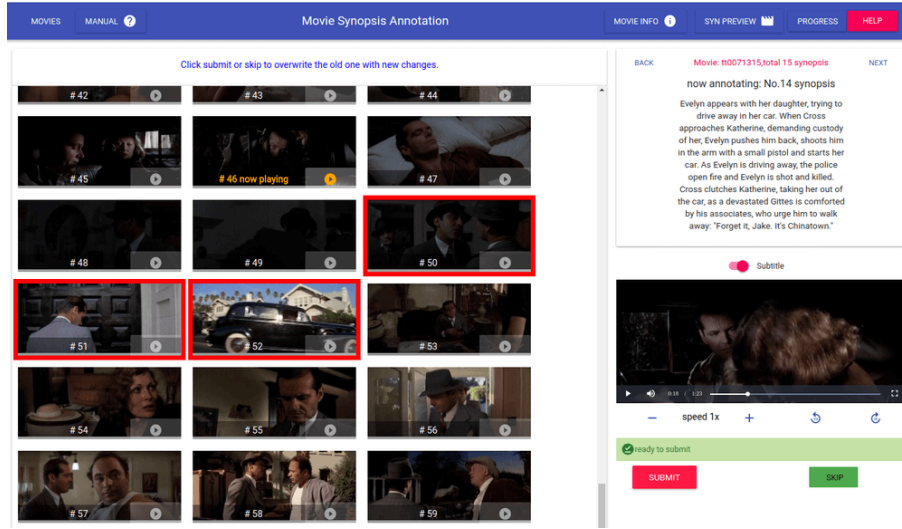 MOVIES MANUAL ? Movie Synopsis Annotation MOVIE INFO i SYN PREVIEW PROGRESS HELP
Click submit or skip to overwrite the old one with new changes.
# 42 # 43 # 44
# 45 # 46 now playing # 47
# 48 # 49 # 50
# 51 # 52 # 53
# 54 # 55 # 56
# 57 # 58 # 59
BACK Movie: tt0071315,total 15 synopsis NEXT
now annotating: No.14 synopsis
Evelyn appears with her daughter, trying to
drive away in her car. When Cross
approaches Katherine, demanding custody
of her, Evelyn pushes him back, shoots him
in the arm with a small pistol and starts her
car. As Evelyn is driving away, the police
open fire and Evelyn is shot and killed.
Cross clutches Katherine, taking her out of
the car, as a devastated Gittes is comforted
by his associates, who urge him to walk
away: "Forget it, Jake. It's Chinatown."
Subtitle
0:18 / 1:23
speed 1x
ready to submit
SUBMIT SKIP